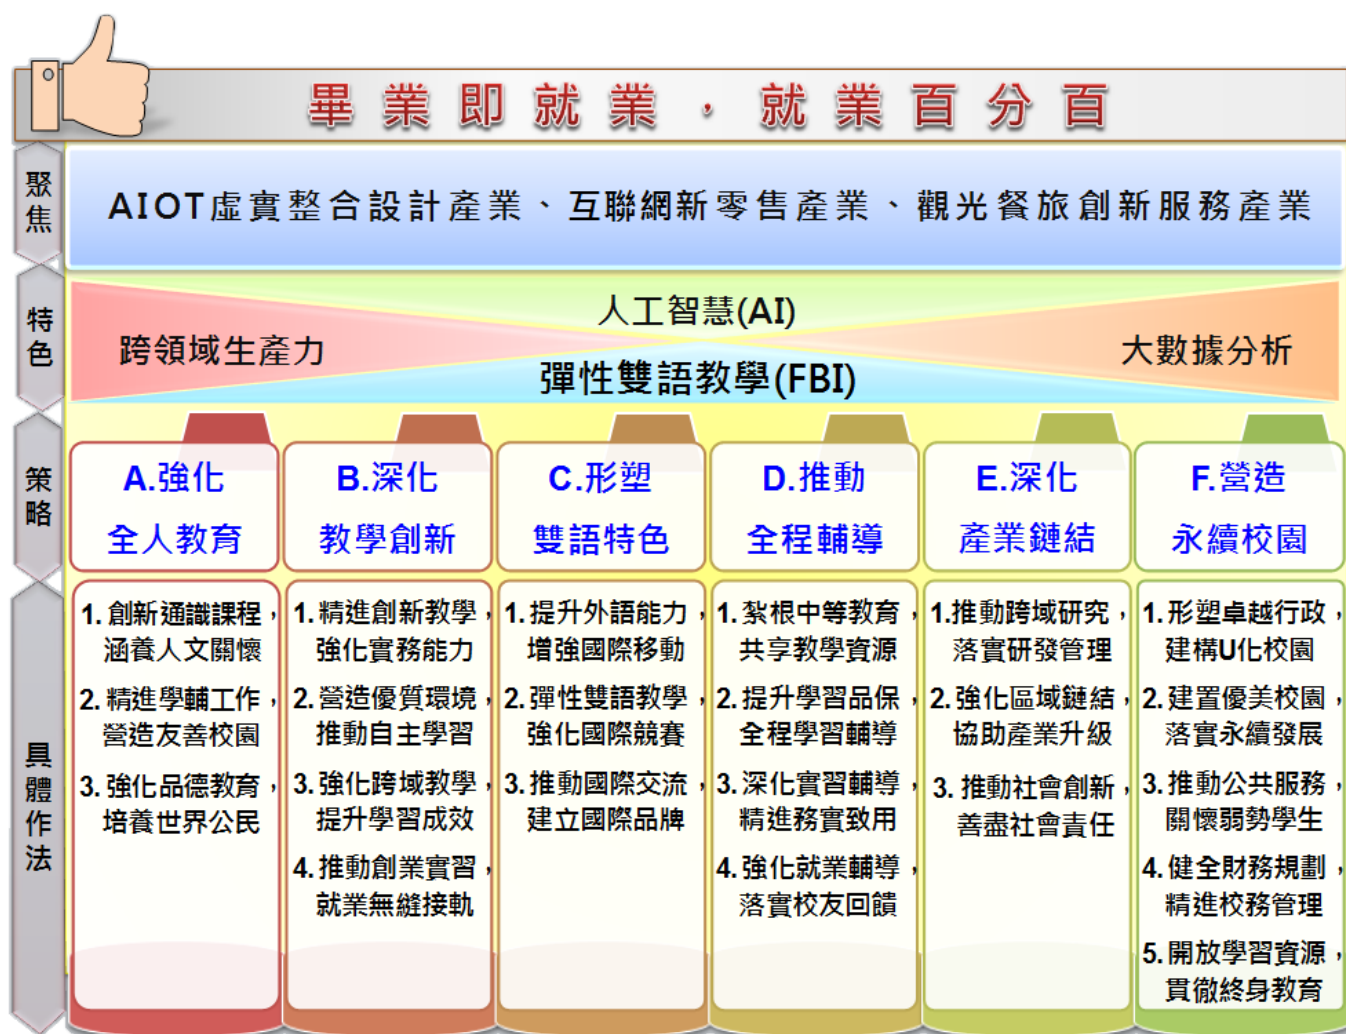 畢業即就業，就業百分百
聚焦
AIOT虛實整合設計產業、互聯網新零售產業、觀光餐旅創新服務產業
特色
人工智慧(AI)
跨領域生產力
大數據分析
彈性雙語教學(FBI)
策略
A.強化
全人教育
B.深化
教學創新
C.形塑
雙語特色
D.推動
全程輔導
E.深化
產業鏈結
F.營造
永續校園
具體作法
1. 創新通識課程，
涵養人文關懷
2. 精進學輔工作，
營造友善校園
3. 強化品德教育，
培養世界公民
1. 精進創新教學，
強化實務能力
2. 營造優質環境，
推動自主學習
3. 強化跨域教學，
提升學習成效
4. 推動創業實習，
就業無縫接軌
1. 提升外語能力，
增強國際移動
2. 彈性雙語教學，
強化國際競賽
3. 推動國際交流，
建立國際品牌
1. 紮根中等教育，
共享教學資源
2. 提升學習品保，
全程學習輔導
3. 深化實習輔導，
精進務實致用
4. 強化就業輔導，
落實校友回饋
1.推動跨域研究，
落實研發管理
2. 強化區域鏈結，
協助產業升級
3. 推動社會創新，
善盡社會責任
1. 形塑卓越行政，
建構U化校園
2. 建置優美校園，
落實永續發展
3. 推動公共服務，
關懷弱勢學生
4. 健全財務規劃，
精進校務管理
5. 開放學習資源，
貫徹終身教育